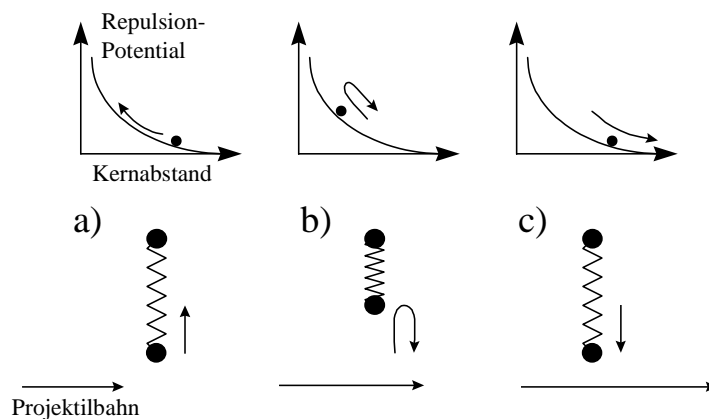 Repulsion-
Potential
Kernabstand
a)
b)
c)
Projektilbahn